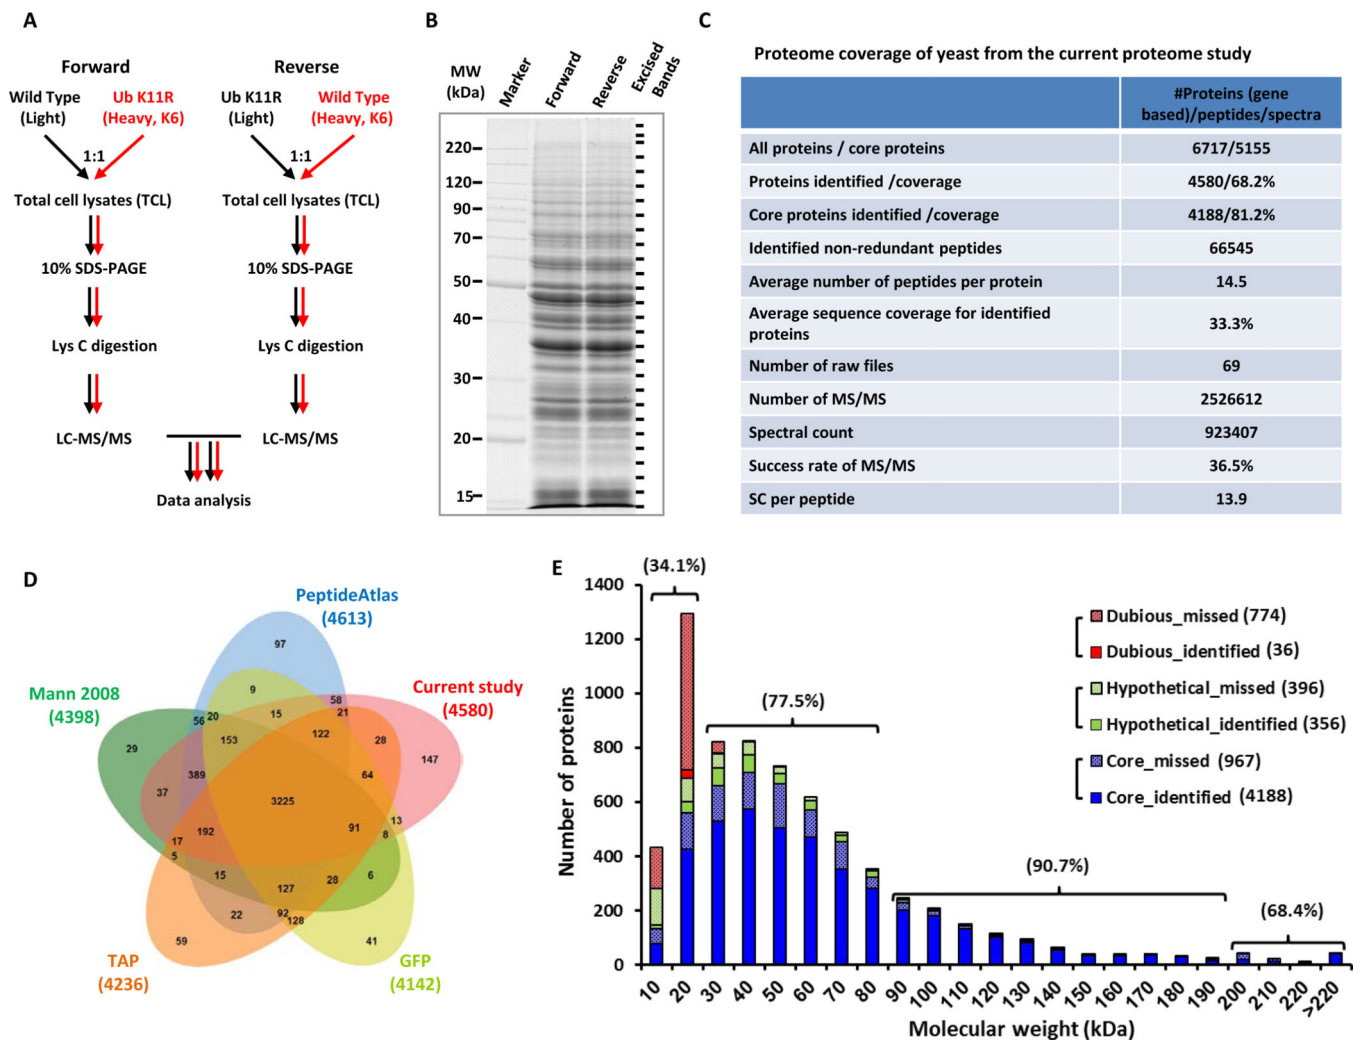 A
Forward
Reverse
Wild Type
(Light)
Ub K11R
(Heavy, K6)
Ub K11R
(Light)
Wild Type
(Heavy, K6)
1:1
1:1
Total cell lysates (TCL)
Total cell lysates (TCL)
10% SDS-PAGE
10% SDS-PAGE
Lys C digestion
Lys C digestion
LC-MS/MS
LC-MS/MS
Data analysis
B
MW
(kDa)
Marker
Forward
Reverse
Excised
Bands
220
120
90
70
50
40
30
20
15
C
Proteome coverage of yeast from the current proteome study
#Proteins (gene
based)/peptides/spectra
All proteins / core proteins 6717/5155
Proteins identified /coverage 4580/68.2%
Core proteins identified /coverage 4188/81.2%
Identified non-redundant peptides 66545
Average number of peptides per protein 14.5
Average sequence coverage for identified
proteins 33.3%
Number of raw files 69
Number of MS/MS 2526612
Spectral count 923407
Success rate of MS/MS 36.5%
SC per peptide 13.9
D
PeptideAtlas
(4613)
Mann 2008
(4398)
Current study
(4580)
TAP
(4236)
GFP
(4142)
97
9
58
21
56
20
15
122
28
147
29
153
389
64
37
3225
13
8
91
192
17
5
15
127
28
6
22
92
128
59
41
E
(34.1%)
(77.5%)
(90.7%)
(68.4%)
Dubious_missed (774)
Dubious_identified (36)
Hypothetical_missed (396)
Hypothetical_identified (356)
Core_missed (967)
Core_identified (4188)
Number of proteins
1400
1200
1000
800
600
400
200
0
10 20 30 40 50 60 70 80 90 100 110 120 130 140 150 160 170 180 190 200 210 220 >220
Molecular weight (kDa)